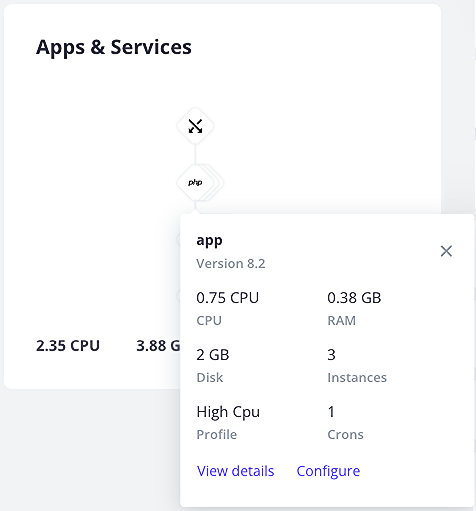 Apps & Services
php
app
Version 8.2
0.75 CPU 0.38 GB
CPU RAM
2.35 CPU 3.88 G
2 GB 3
Disk Instances
High Cpu 1
Profile Crons
View details Configure